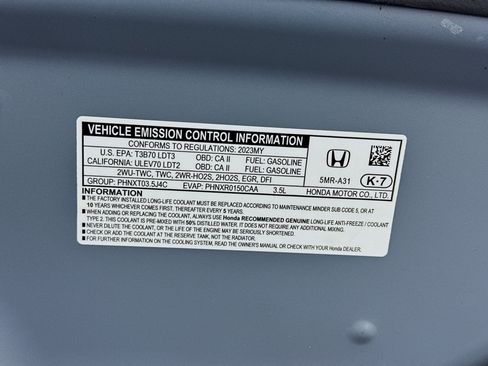 VEHICLE EMISSION CONTROL INFORMATION
CONFORMS TO REGULATIONS: 2023MY
U.S. EPA: T3B70 LDT3 OBD: CA II FUEL: GASOLINE
CALIFORNIA: ULEV70 LDT2 OBD: CA II FUEL: GASOLINE
2WU-TWC, TWC, 2WR-HO2S, 2HO2S, EGR, DFI
GROUP: PHNXT03.5J4C EVAP: PHNXR0150CAA 3.5L
5MR-A31
K-7
HONDA MOTOR CO., LTD.
INFORMATION
■ THE FACTORY INSTALLED LONG-LIFE COOLANT MUST BE REPLACED ACCORDING TO MAINTENANCE MINDER SUB CODE 5, OR AT
10 YEARS WHICHEVER COMES FIRST. THEREAFTER EVERY 5 YEARS.
■ WHEN ADDING OR REPLACING THE COOLANT, ALWAYS USE Honda RECOMMENDED GENUINE LONG-LIFE ANTI-FREEZE / COOLANT
TYPE 2. THIS COOLANT IS PRE-MIXED WITH 50% DISTILLED WATER. IT DOES NOT REQUIRE ANY ADDITIONAL MIXING.
■ NEVER DILUTE THE COOLANT, OR THE LIFE OF THE ENGINE MAY BE SERIOUSLY SHORTENED.
■ CHECK OR ADD THE COOLANT AT THE RESERVE TANK, NOT THE RADIATOR.
■ FOR FURTHER INFORMATION ON THE COOLING SYSTEM, READ THE OWNER'S MANUAL OR CHECK WITH YOUR Honda DEALER.